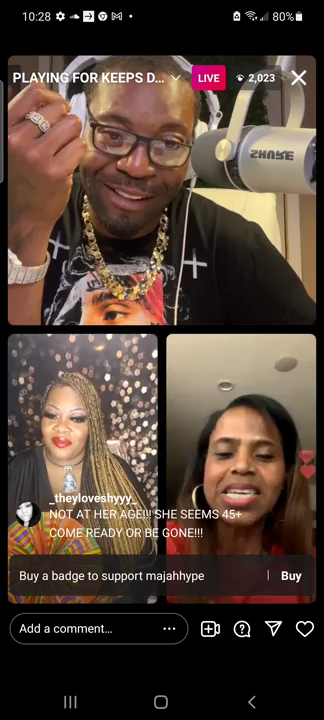 10:28
80%
PLAYING FOR KEEPS D...
LIVE
2,023
SHURE
_theyloveshyyy_
NOT AT HER AGE!!! SHE SEEMS 45+
COME READY OR BE GONE!!!
Buy a badge to support majahhype
Buy
Add a comment...